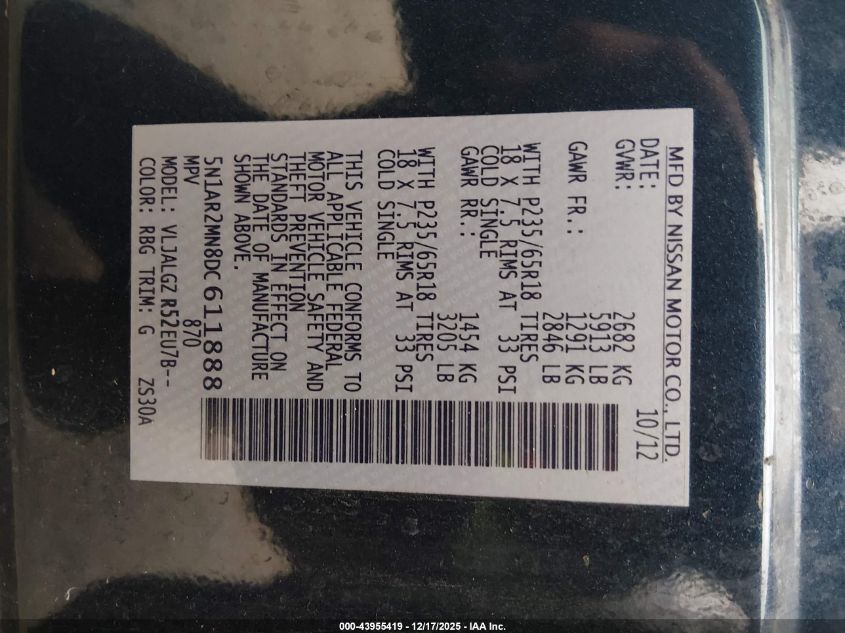 MFD BY NISSAN MOTOR CO., LTD.
DATE: 10/12
GVWR: 2682 KG
5913 LB
GAWR FR.: 1291 KG
2846 LB
WITH P235/65R18 TIRES
18 X 7.5 RIMS AT 33 PSI
COLD SINGLE
GAWR RR.: 1454 KG
3205 LB
WITH P235/65R18 TIRES
18 X 7.5 RIMS AT 33 PSI
COLD SINGLE
THIS VEHICLE CONFORMS TO
ALL APPLICABLE FEDERAL
MOTOR VEHICLE SAFETY AND
THEFT PREVENTION
STANDARDS IN EFFECT ON
THE DATE OF MANUFACTURE
SHOWN ABOVE.
5N1AR2MN8DC611888
MPV 870
MODEL: VLJALGZ R52EU7B--
COLOR: RBG TRIM: G ZS30A
000-43955419 - 12/17/2025 - IAA Inc.